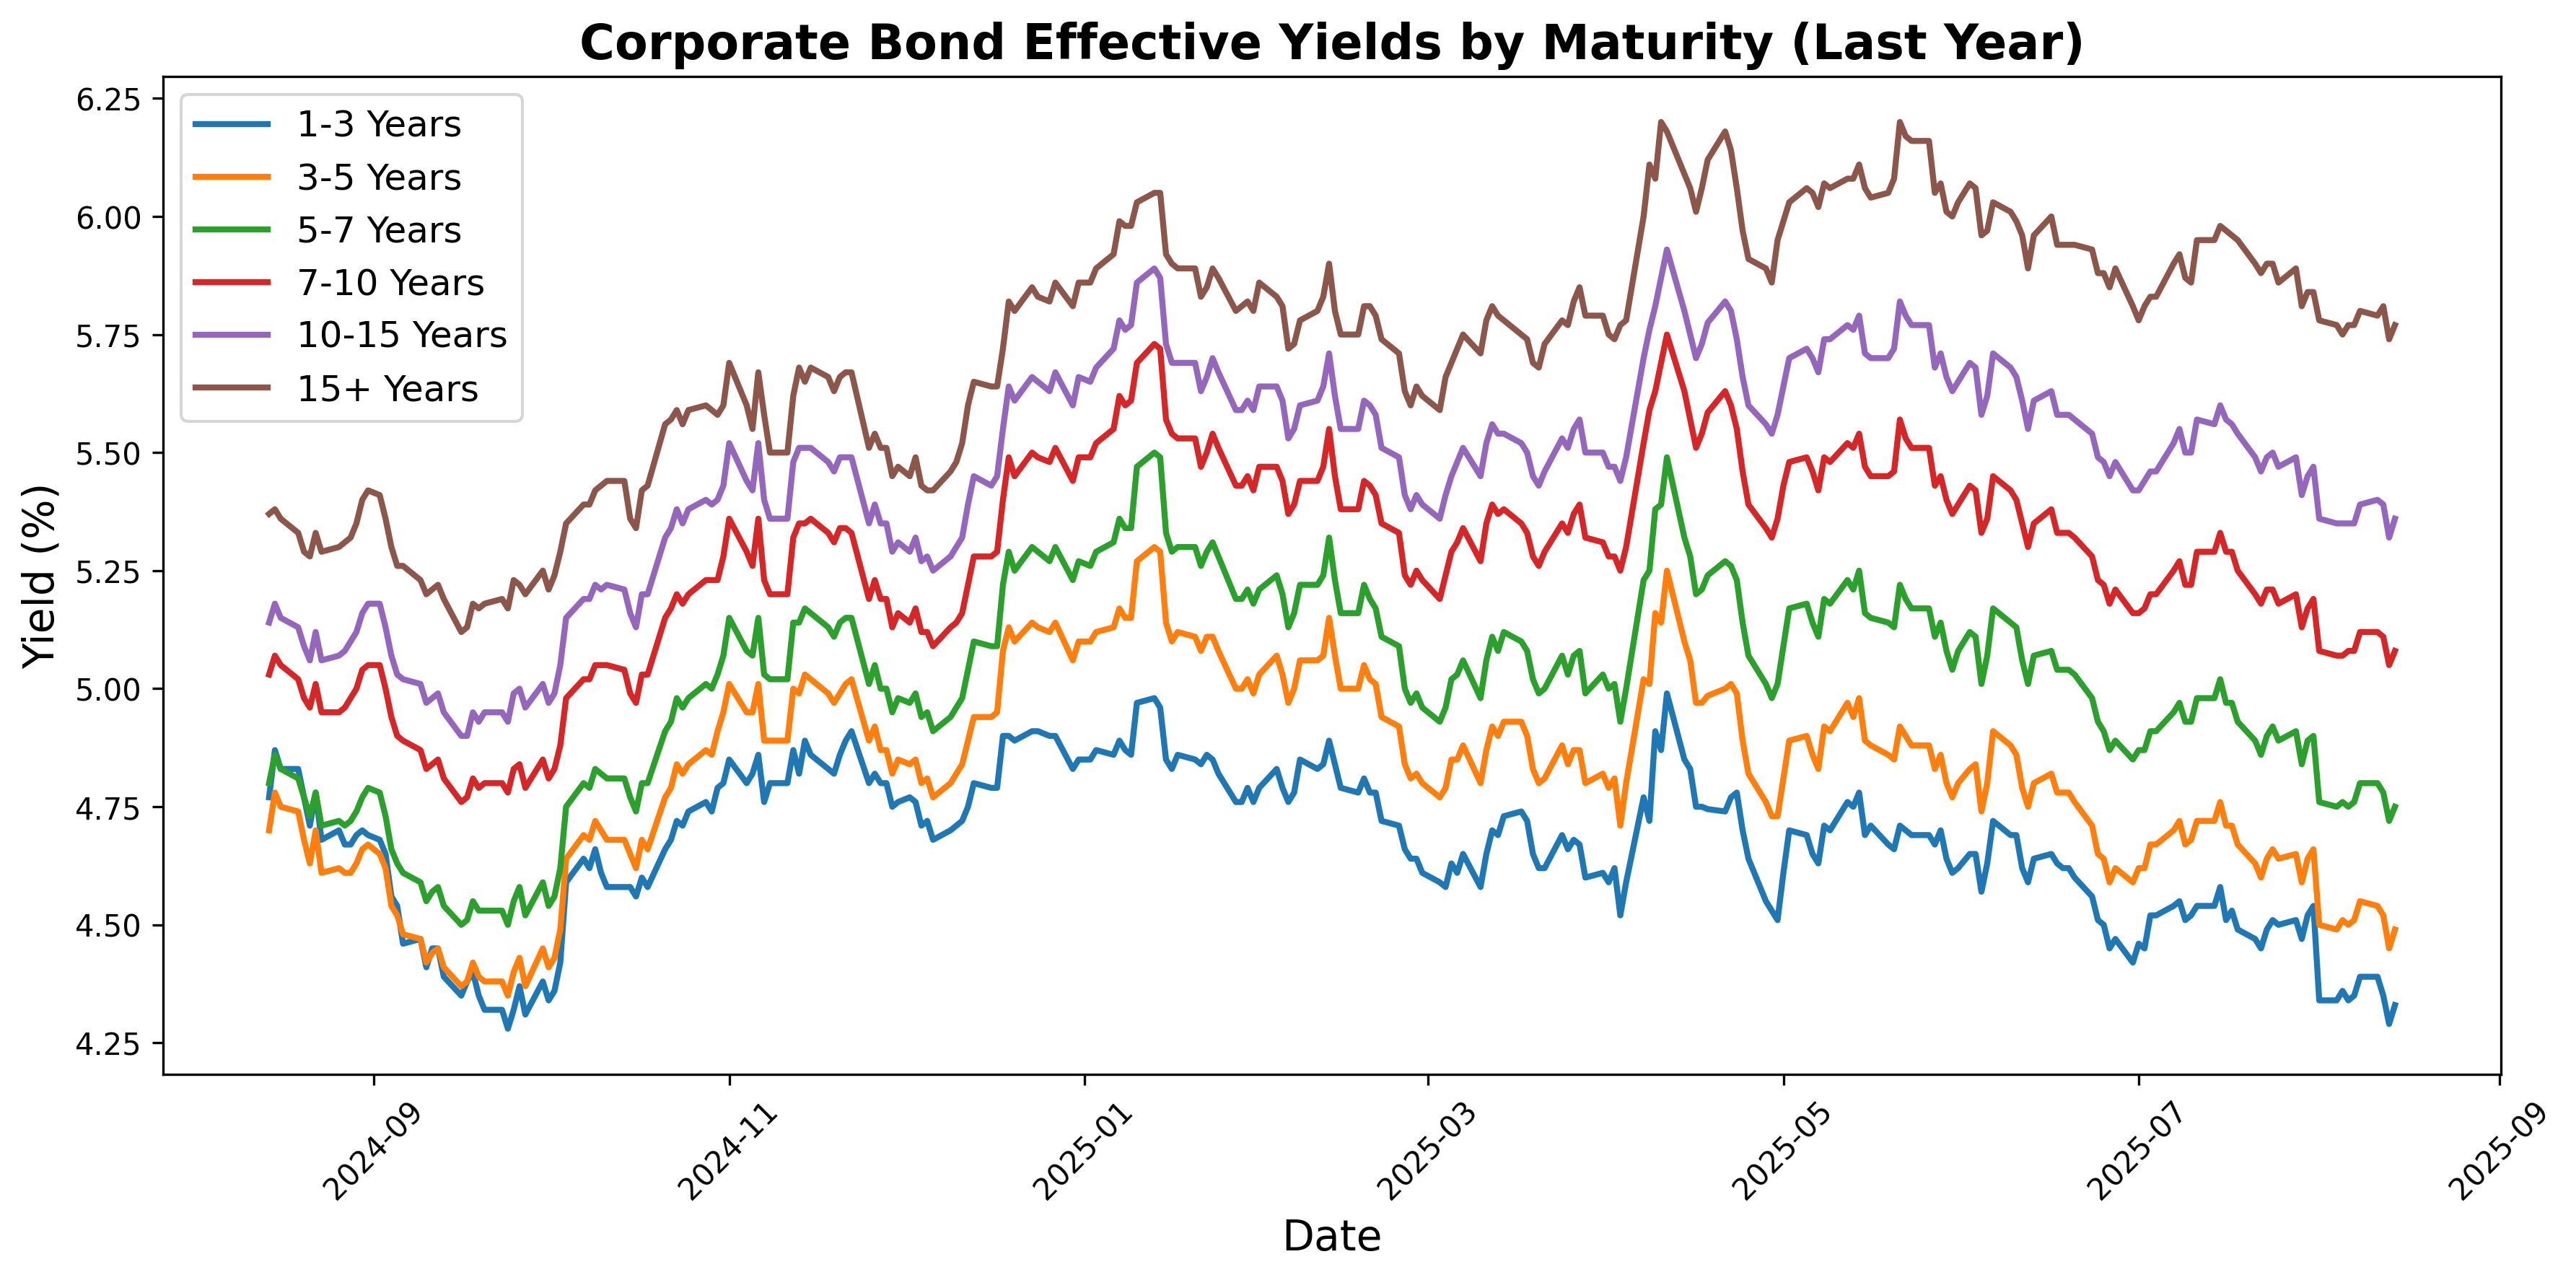 Corporate Bond Effective Yields by Maturity (Last Year)
6.25
6.00
5.75
5.50
5.25
5.00
4.75
4.50
4.25
Yield (%)
1-3 Years
3-5 Years
5-7 Years
7-10 Years
10-15 Years
15+ Years
2024-09
2024-11
2025-01
2025-03
2025-05
2025-07
2025-09
Date